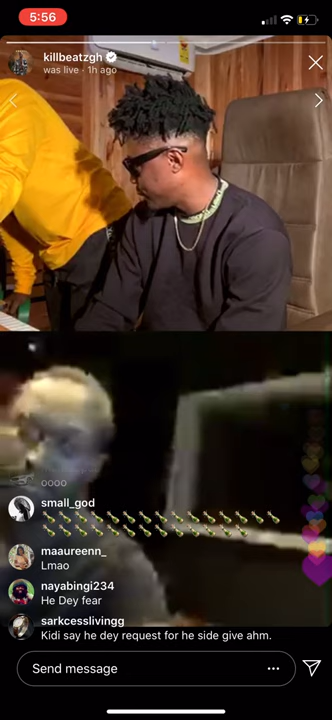 5:56
killbeatzgh
was live · 1h ago
oooo
small_god
maaureenn_
Lmao
nayabingi234
He Dey fear
sarkcesslivingg
Kidi say he dey request for he side give ahm.
Send message